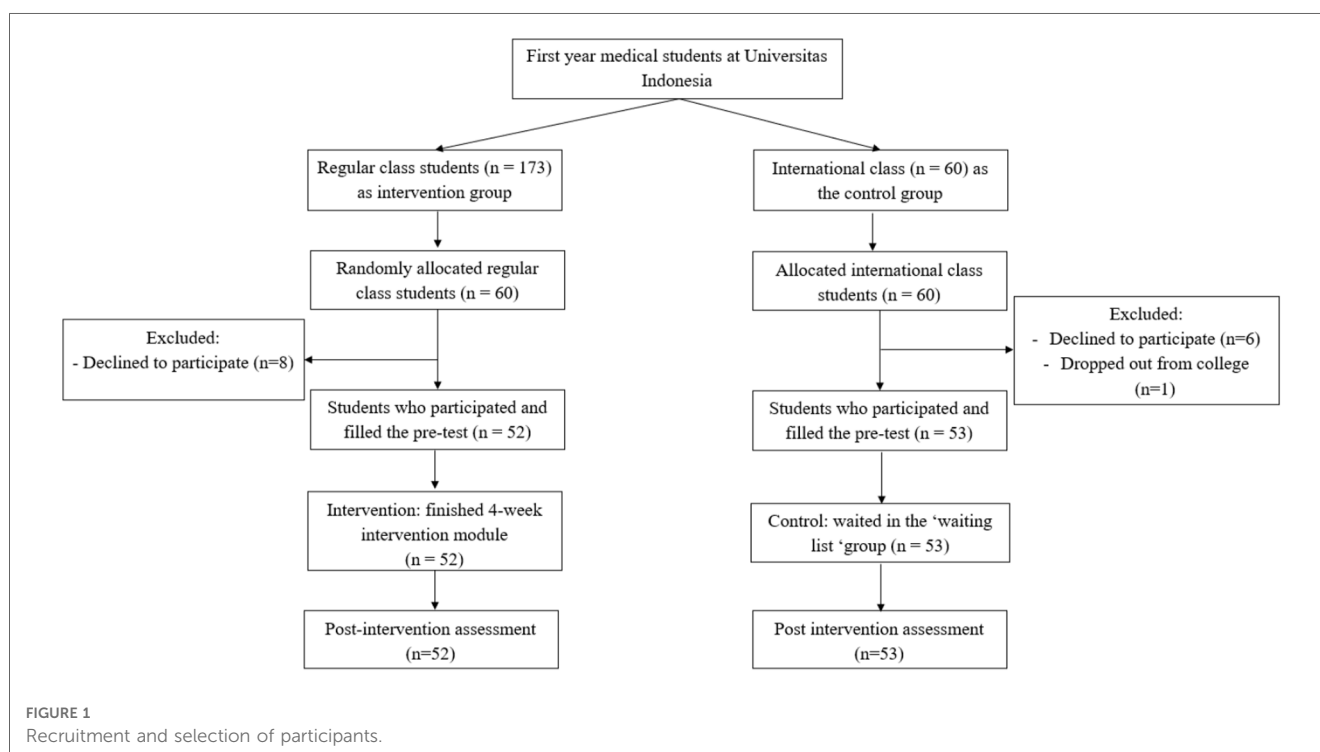 First year medical students at Universitas
Indonesia
Regular class students (n = 173)
as intervention group
International class (n = 60) as
the control group
Randomly allocated regular
class students (n = 60)
Allocated international class
students (n = 60)
Excluded:
- Declined to participate (n=8)
Excluded:
- Declined to participate (n=6)
- Dropped out from college
(n=1)
Students who participated and
filled the pre-test (n = 52)
Students who participated and
filled the pre-test (n = 53)
Intervention: finished 4-week
intervention module
(n = 52)
Control: waited in the ‘waiting
list ‘group (n = 53)
Post-intervention assessment
(n=52)
Post intervention assessment
(n=53)
FIGURE 1
Recruitment and selection of participants.